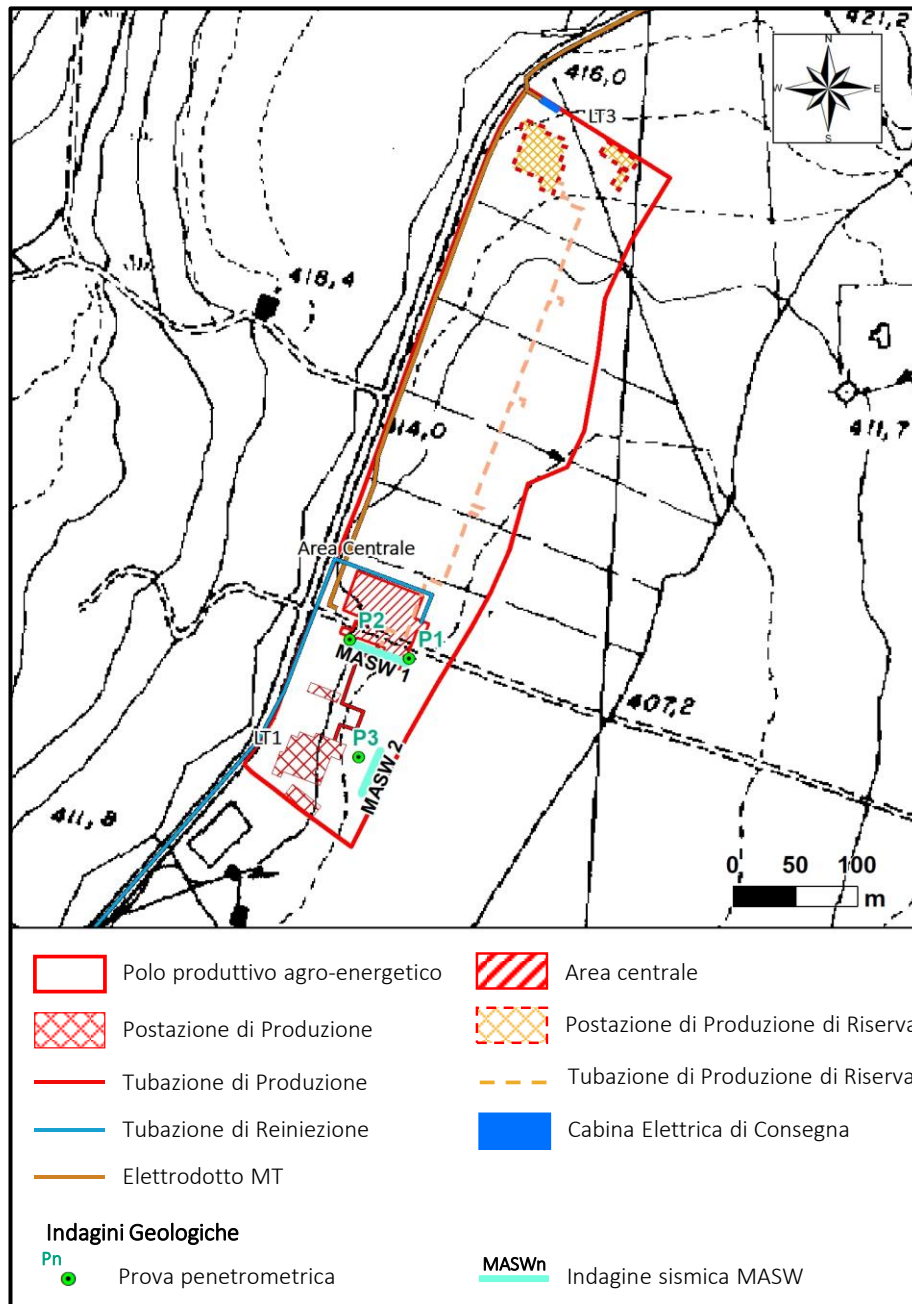 421,2
416,0
N
W E
S
LT3
418,4
411,7
414,0
Area Centrale
P2
P1
MASW 1
407,2
P3
LT1
MASW 2
411,8
0 50 100
m
Polo produttivo agro-energetico
Area centrale
Postazione di Produzione
Postazione di Produzione di Riserva
Tubazione di Produzione
Tubazione di Produzione di Riserva
Tubazione di Reiniezione
Cabina Elettrica di Consegna
Elettrodotto MT
Indagini Geologiche
Pn
Prova penetrometrica
MASWn
Indagine sismica MASW